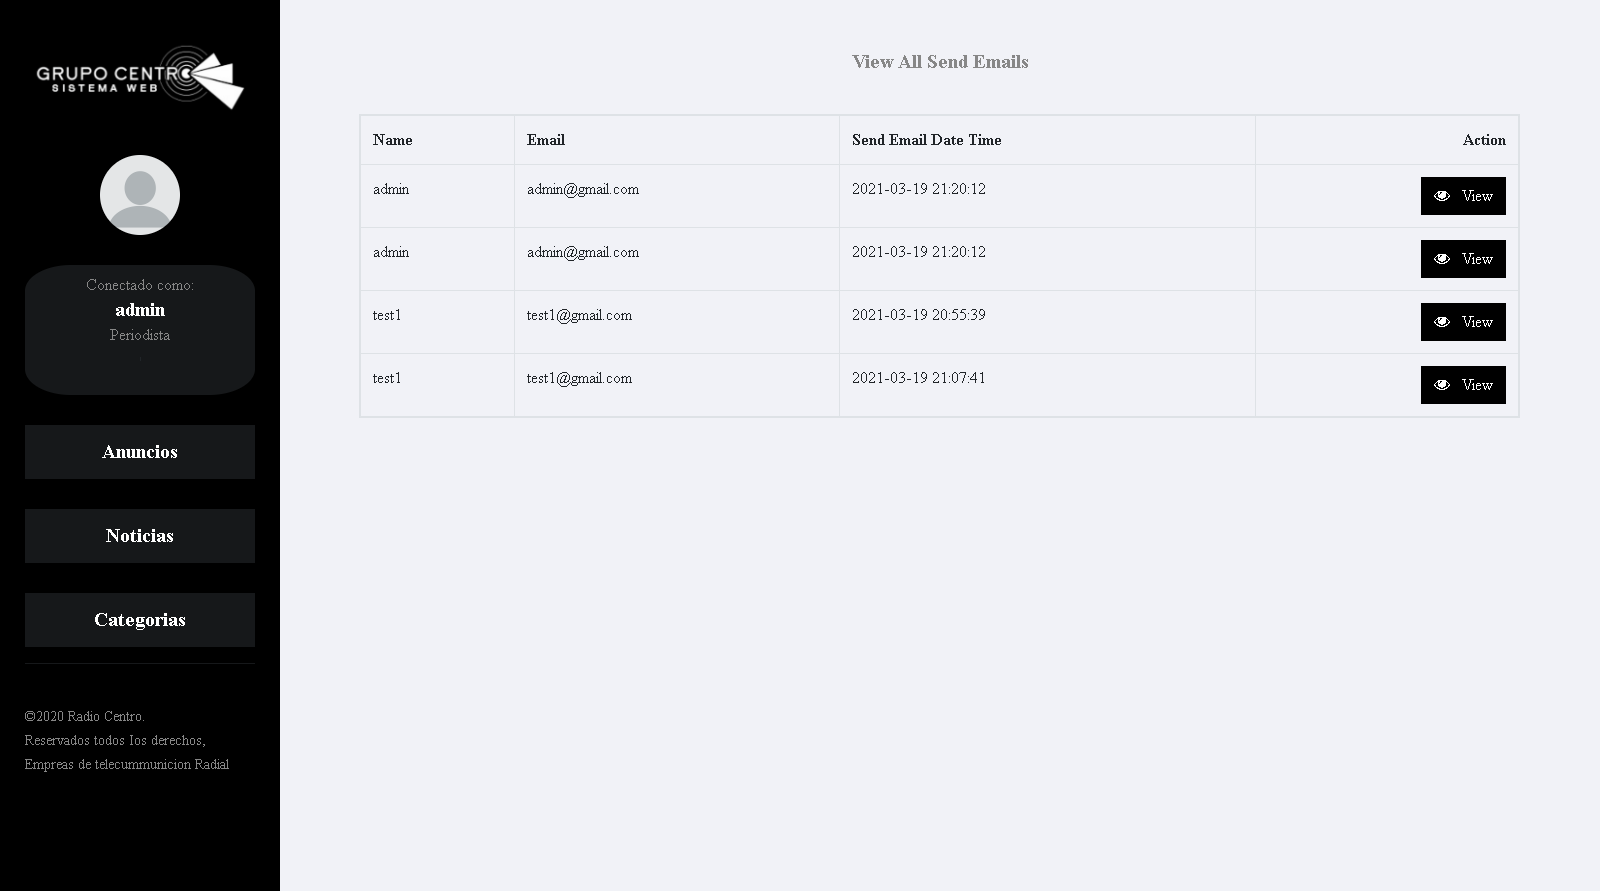 GRUPO CENTRO
SISTEMA WEB
Conectado como:
admin
Periodista
Anuncios
Noticias
Categorias
©2020 Radio Centro.
Reservados todos Ios derechos,
Empreas de telecummunicion Radial
View All Send Emails
Name Email Send Email Date Time Action
admin admin@gmail.com 2021-03-19 21:20:12 View
admin admin@gmail.com 2021-03-19 21:20:12 View
test1 test1@gmail.com 2021-03-19 20:55:39 View
test1 test1@gmail.com 2021-03-19 21:07:41 View